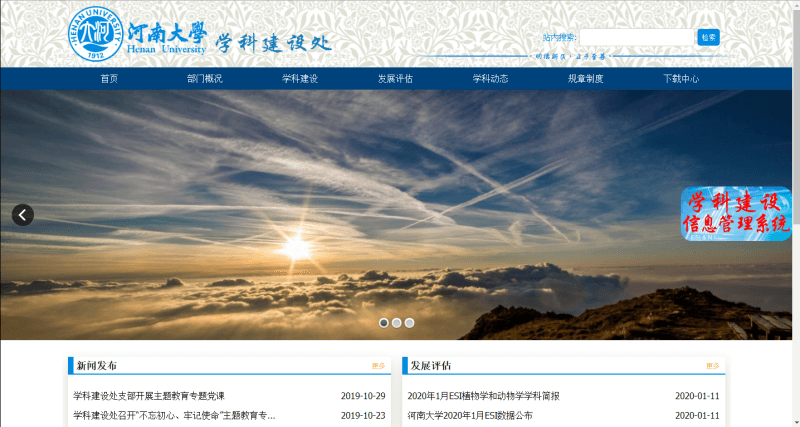 HENAN UNIVERSITY
1912
河南大學
Henan University
学科建设处
站内搜索:
检索
明德新民，止于至善
首页 部门概况 学科建设 发展评估 学科动态 规章制度 下载中心
学科建设
信息管理系统
新闻发布 更多
学科建设处支部开展主题教育专题党课 2019-10-29
学科建设处召开“不忘初心、牢记使命”主题教育专... 2019-10-23
发展评估 更多
2020年1月ESI植物学和动物学学科简报 2020-01-11
河南大学2020年1月ESI数据公布 2020-01-11